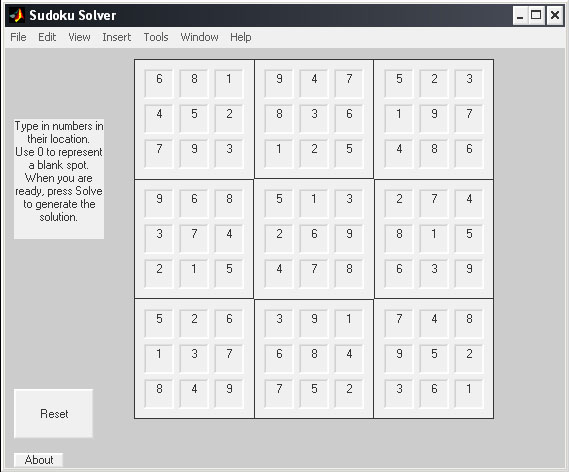 Sudoku Solver
File Edit View Insert Tools Window Help
6 8 1 9 4 7 5 2 3
4 5 2 8 3 6 1 9 7
7 9 3 1 2 5 4 8 6
9 6 8 5 1 3 2 7 4
3 7 4 2 6 9 8 1 5
2 1 5 4 7 8 6 3 9
5 2 6 3 9 1 7 4 8
1 3 7 6 8 4 9 5 2
8 4 9 7 5 2 3 6 1
Type in numbers in
their location.
Use 0 to represent
a blank spot.
When you are
ready, press Solve
to generate the
solution.
Reset
About